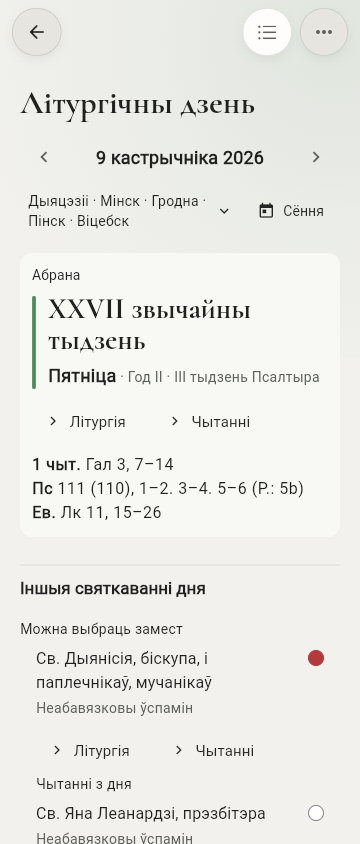 Літургічны дзень
9 кастрычніка 2026
Дыяцэзіі · Мінск · Гродна ·
Пінск · Віцебск
Сёння
Абрана
XXVII звычайны
тыдзень
Пятніца · Год II · III тыдзень Псалтыра
Літургія
Чытанні
1 чыт. Гал 3, 7–14
Пс 111 (110), 1–2. 3–4. 5–6 (Р.: 5b)
Ев. Лк 11, 15–26
Іншыя святкаванні дня
Можна выбраць замест
Св. Дыянісія, біскупа, і
паплечнікаў, мучанікаў
Неабавязковы ўспамін
Літургія
Чытанні
Чытанні з дня
Св. Яна Леанардзі, прэзбітэра
Неабавязковы ўспамін